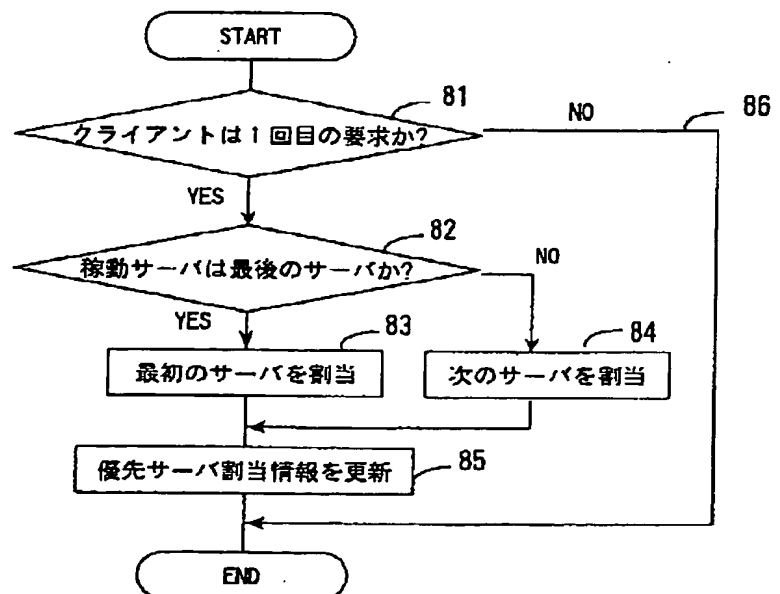 START
81
クライアントは1回目の要求か?
NO
86
YES
82
稼動サーバは最後のサーバか?
NO
YES
83
最初のサーバを割当
84
次のサーバを割当
優先サーバ割当情報を更新
85
END